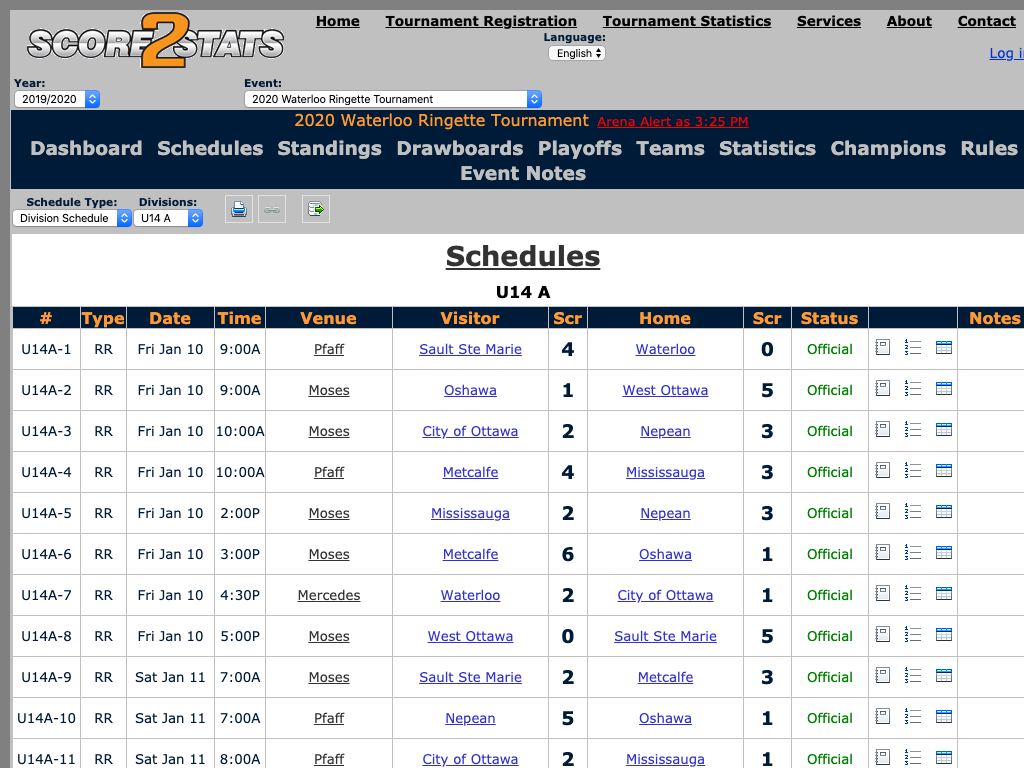 SCORE2STATS
Home Tournament Registration Tournament Statistics Services About Contact
Language:
English
Log i
Year: Event:
2019/2020 2020 Waterloo Ringette Tournament
2020 Waterloo Ringette Tournament Arena Alert as 3:25 PM
Dashboard Schedules Standings Drawboards Playoffs Teams Statistics Champions Rules
Event Notes
Schedule Type: Divisions:
Division Schedule U14 A
Schedules
U14 A
# Type Date Time Venue Visitor Scr Home Scr Status Notes
U14A-1 RR Fri Jan 10 9:00A Pfaff Sault Ste Marie 4 Waterloo 0 Official
U14A-2 RR Fri Jan 10 9:00A Moses Oshawa 1 West Ottawa 5 Official
U14A-3 RR Fri Jan 10 10:00A Moses City of Ottawa 2 Nepean 3 Official
U14A-4 RR Fri Jan 10 10:00A Pfaff Metcalfe 4 Mississauga 3 Official
U14A-5 RR Fri Jan 10 2:00P Moses Mississauga 2 Nepean 3 Official
U14A-6 RR Fri Jan 10 3:00P Moses Metcalfe 6 Oshawa 1 Official
U14A-7 RR Fri Jan 10 4:30P Mercedes Waterloo 2 City of Ottawa 1 Official
U14A-8 RR Fri Jan 10 5:00P Moses West Ottawa 0 Sault Ste Marie 5 Official
U14A-9 RR Sat Jan 11 7:00A Moses Sault Ste Marie 2 Metcalfe 3 Official
U14A-10 RR Sat Jan 11 7:00A Pfaff Nepean 5 Oshawa 1 Official
U14A-11 RR Sat Jan 11 8:00A Pfaff City of Ottawa 2 Mississauga 1 Official